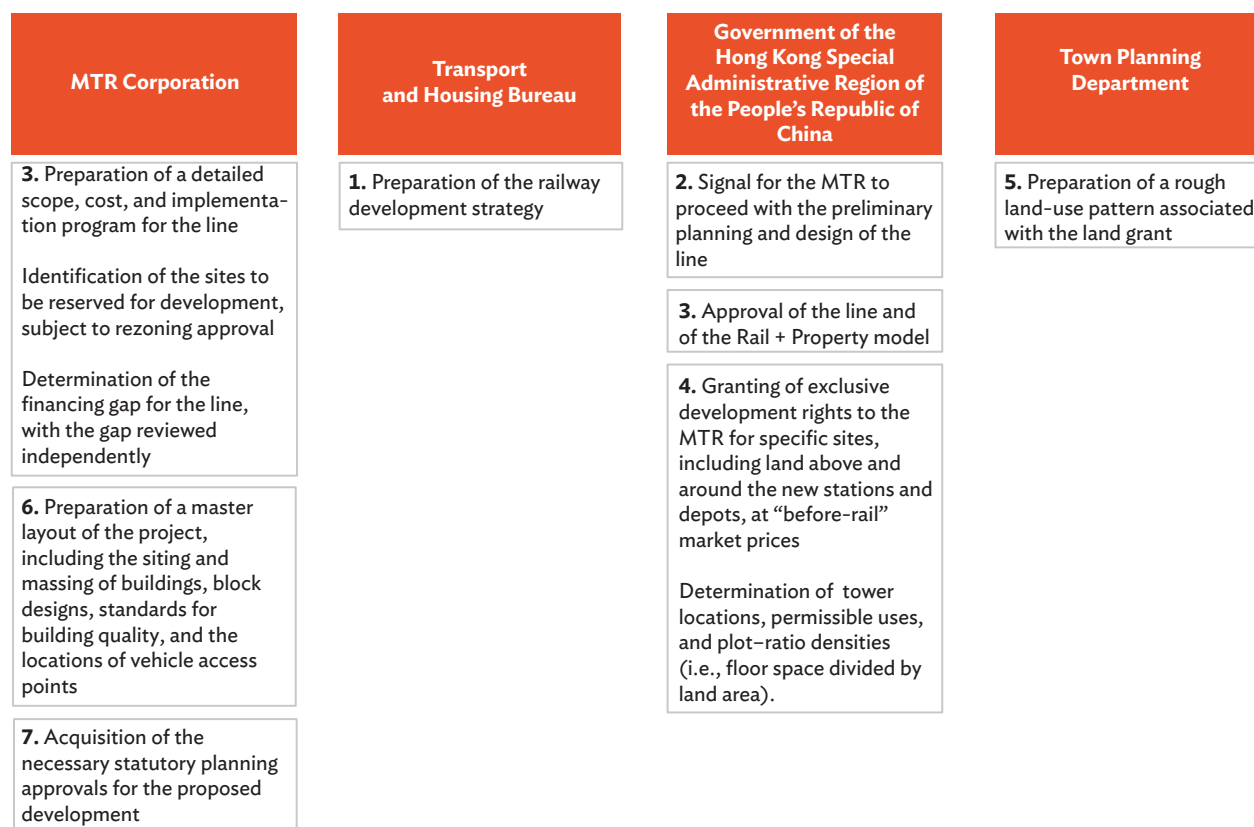 MTR Corporation
3. Preparation of a detailed
scope, cost, and implementa-
tion program for the line
Identification of the sites to
be reserved for development,
subject to rezoning approval
Determination of the
financing gap for the line,
with the gap reviewed
independently
6. Preparation of a master
layout of the project,
including the siting and
massing of buildings, block
designs, standards for
building quality, and the
locations of vehicle access
points
7. Acquisition of the
necessary statutory planning
approvals for the proposed
development
Transport
and Housing Bureau
1. Preparation of the railway
development strategy
Government of the
Hong Kong Special
Administrative Region of
the People's Republic of
China
2. Signal for the MTR to
proceed with the preliminary
planning and design of the
line
3. Approval of the line and
of the Rail + Property model
4. Granting of exclusive
development rights to the
MTR for specific sites,
including land above and
around the new stations and
depots, at “before-rail”
market prices
Determination of tower
locations, permissible uses,
and plot–ratio densities
(i.e., floor space divided by
land area).
Town Planning
Department
5. Preparation of a rough
land-use pattern associated
with the land grant